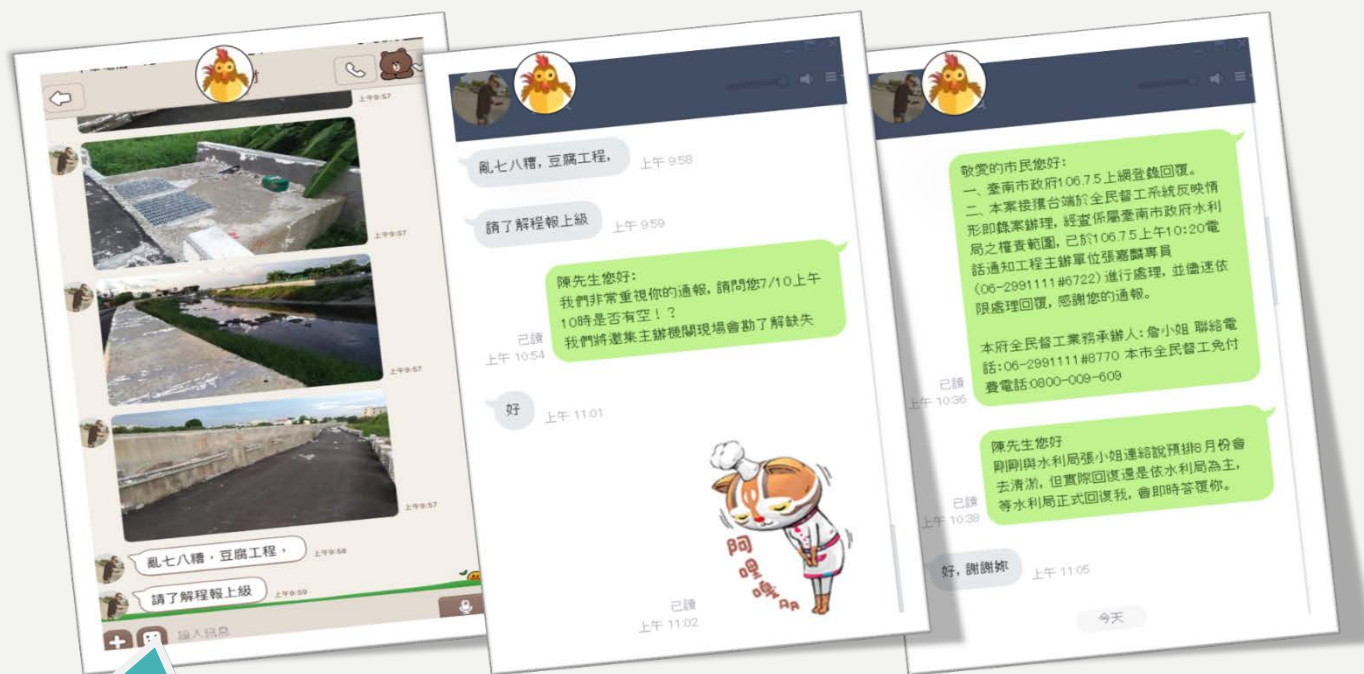 上午9:57
上午9:57
上午9:57
上午9:57
亂七八糟，豆腐工程，
上午9:58
請了解程報上級
上午9:59
輸入訊息
亂七八糟，豆腐工程，
上午 9:58
請了解程報上級
上午 9:59
陳先生您好：
我們非常重視你的通報，請問您7/10上午
10時是否有空！？
我們將邀集主辦機關現場會勘了解缺失
已讀
上午 10:54
好
上午 11:01
阿哩嘎
已讀
上午 11:02
敬愛的市民您好：
一、臺南市政府106.7.5上網登錄回覆。
二、本案接獲台端於全民督工系統反映情
形即錄案辦理，經查係屬臺南市政府水利
局之權責範圍，已於106.7.5上午10:20電
話通知工程主辦單位張嘉麟專員
(06-2991111#6722)進行處理，並儘速依
限處理回覆，感謝您的通報。
本府全民督工業務承辦人：詹小姐 聯絡電
話：06-2991111#8770 本市全民督工免付
費電話:0800-009-609
已讀
上午 10:36
陳先生您好
剛剛與水利局張小姐連絡說預排8月份會
去清淤，但實際回復還是依水利局為主，
等水利局正式回復我，會即時答覆你。
已讀
上午 10:38
好，謝謝妳
上午 11:05
今天